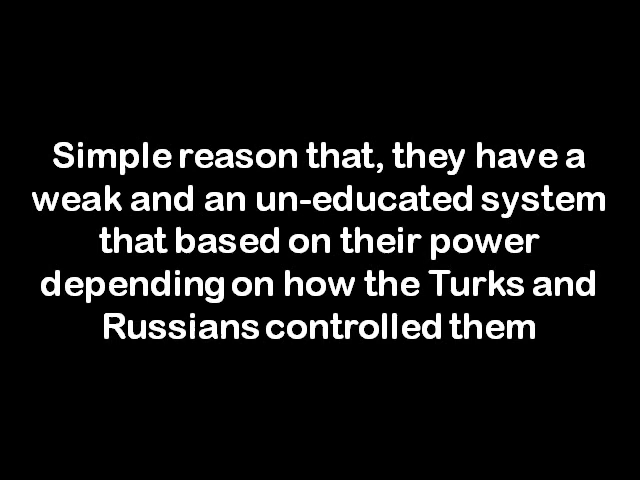 Simple reason that, they have a
weak and an un-educated system
that based on their power
depending on how the Turks and
Russians controlled them